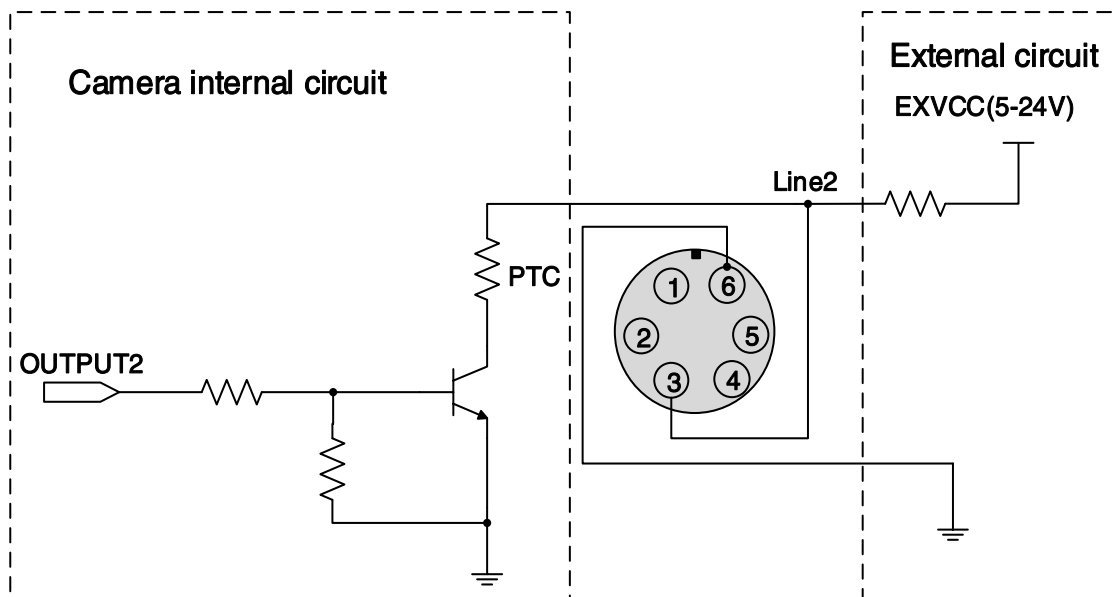 Camera internal circuit
External circuit
EXVCC(5-24V)
Line2
PTC
1
6
2
5
3
4
OUTPUT2